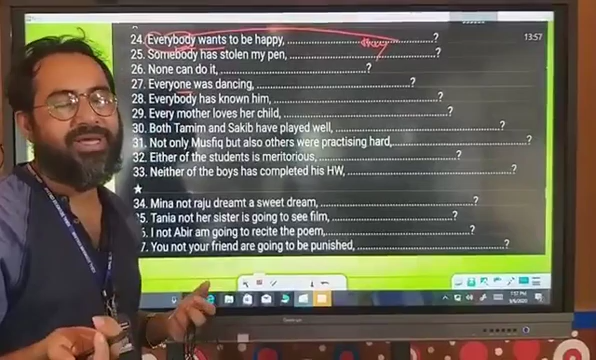 24. Everybody wants to be happy, ............ they ............?
25. Somebody has stolen my pen, ........................?
26. None can do it, ........................?
27. Everyone was dancing, ........................?
28. Everybody has known him, ........................?
29. Every mother loves her child, ........................?
30. Both Tamim and Sakib have played well, ........................?
31. Not only Musfiq but also others were practising hard, ........................?
32. Either of the students is meritorious, ........................?
33. Neither of the boys has completed his HW, ........................?
★
34. Mina not raju dreamt a sweet dream, ........................?
35. Tania not her sister is going to see film, ........................?
6. I not Abir am going to recite the poem, ........................?
7. You not your friend are going to be punished, ........................?
13:57